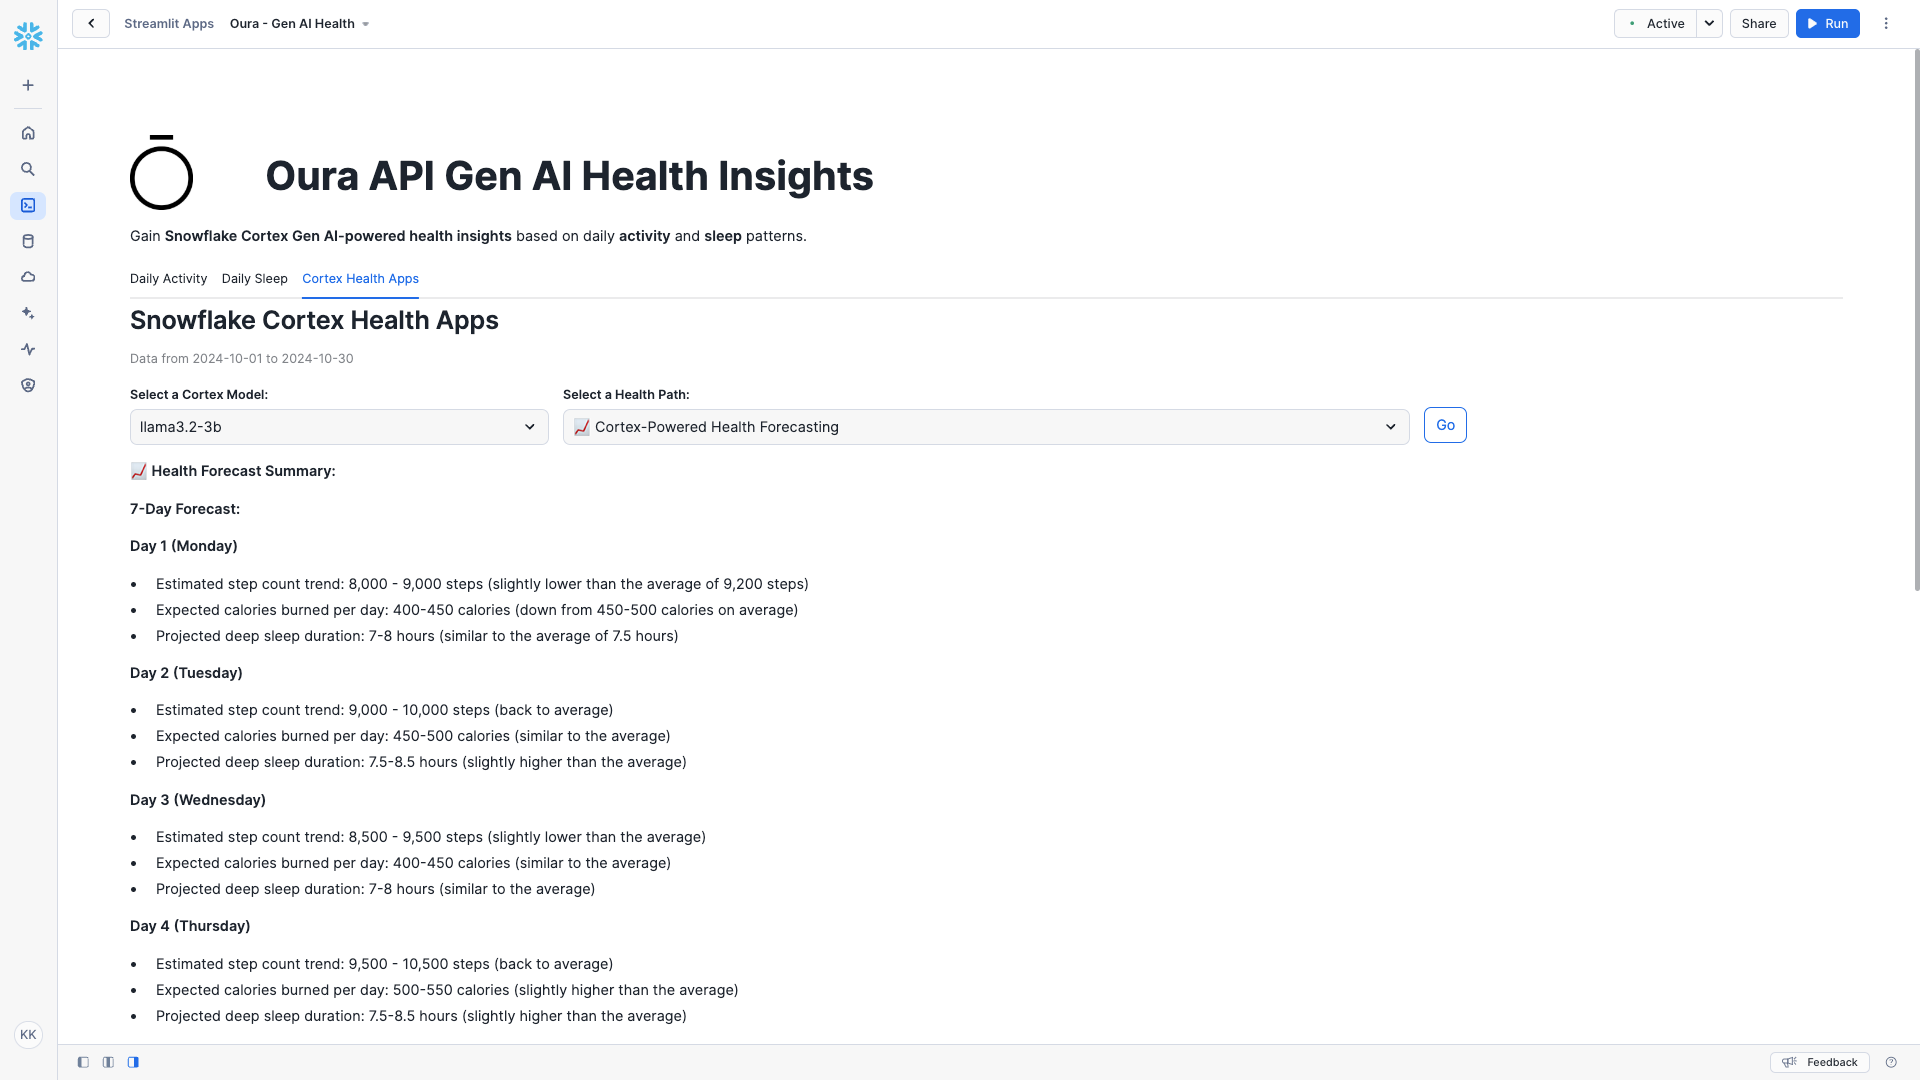 Streamlit Apps Oura - Gen AI Health Active Share Run
Oura API Gen AI Health Insights
Gain Snowflake Cortex Gen AI-powered health insights based on daily activity and sleep patterns.
Daily Activity Daily Sleep Cortex Health Apps
Snowflake Cortex Health Apps
Data from 2024-10-01 to 2024-10-30
Select a Cortex Model: Select a Health Path:
llama3.2-3b 📈 Cortex-Powered Health Forecasting Go
📈 Health Forecast Summary:
7-Day Forecast:
Day 1 (Monday)
• Estimated step count trend: 8,000 - 9,000 steps (slightly lower than the average of 9,200 steps)
• Expected calories burned per day: 400-450 calories (down from 450-500 calories on average)
• Projected deep sleep duration: 7-8 hours (similar to the average of 7.5 hours)
Day 2 (Tuesday)
• Estimated step count trend: 9,000 - 10,000 steps (back to average)
• Expected calories burned per day: 450-500 calories (similar to the average)
• Projected deep sleep duration: 7.5-8.5 hours (slightly higher than the average)
Day 3 (Wednesday)
• Estimated step count trend: 8,500 - 9,500 steps (slightly lower than the average)
• Expected calories burned per day: 400-450 calories (similar to the average)
• Projected deep sleep duration: 7-8 hours (similar to the average)
Day 4 (Thursday)
• Estimated step count trend: 9,500 - 10,500 steps (back to average)
• Expected calories burned per day: 500-550 calories (slightly higher than the average)
• Projected deep sleep duration: 7.5-8.5 hours (slightly higher than the average)
KK
Feedback